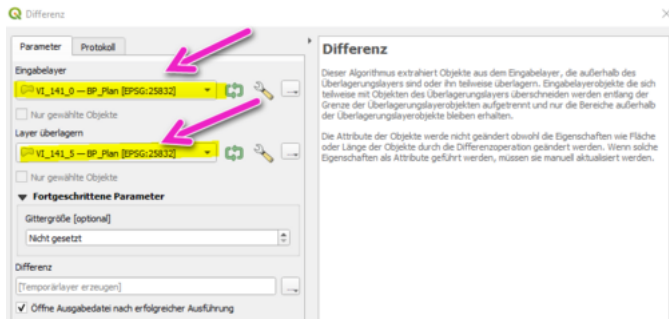 Differenz
Parameter Protokoll
Eingabelayer
VI_141_0 — BP_Plan [EPSG:25832]
Nur gewählte Objekte
Layer überlagern
VI_141_5 — BP_Plan [EPSG:25832]
Nur gewählte Objekte
Fortgeschrittene Parameter
Gittergröße [optional]
Nicht gesetzt
Differenz
[Temporärlayer erzeugen]
Öffne Ausgabedatei nach erfolgreicher Ausführung
Differenz
Dieser Algorithmus extrahiert Objekte aus dem Eingabelayer, die außerhalb des
Überlagerungslayers sind oder ihn teilweise überlagern. Eingabelayerobjekte die sich
teilweise mit Objekten des Überlagerungslayers überschneiden werden entlang der
Grenze der Überlagerungslayerobjekten aufgetrennt und nur die Bereiche außerhalb
der Überlagerungslayerobjekte bleiben erhalten.
Die Attribute der Objekte werde nicht geändert obwohl die Eigenschaften wie Fläche
oder Länge der Objekte durch die Differenzoperation geändert werden. Wenn solche
Eigenschaften als Attribute geführt werden, müssen sie manuell aktualisiert werden.